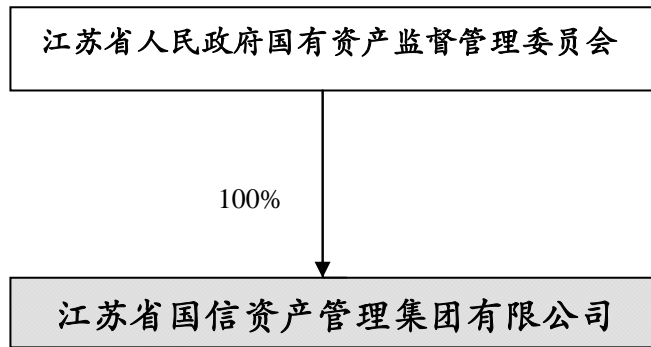 江苏省人民政府国有资产监督管理委员会
100%
江苏省国信资产管理集团有限公司